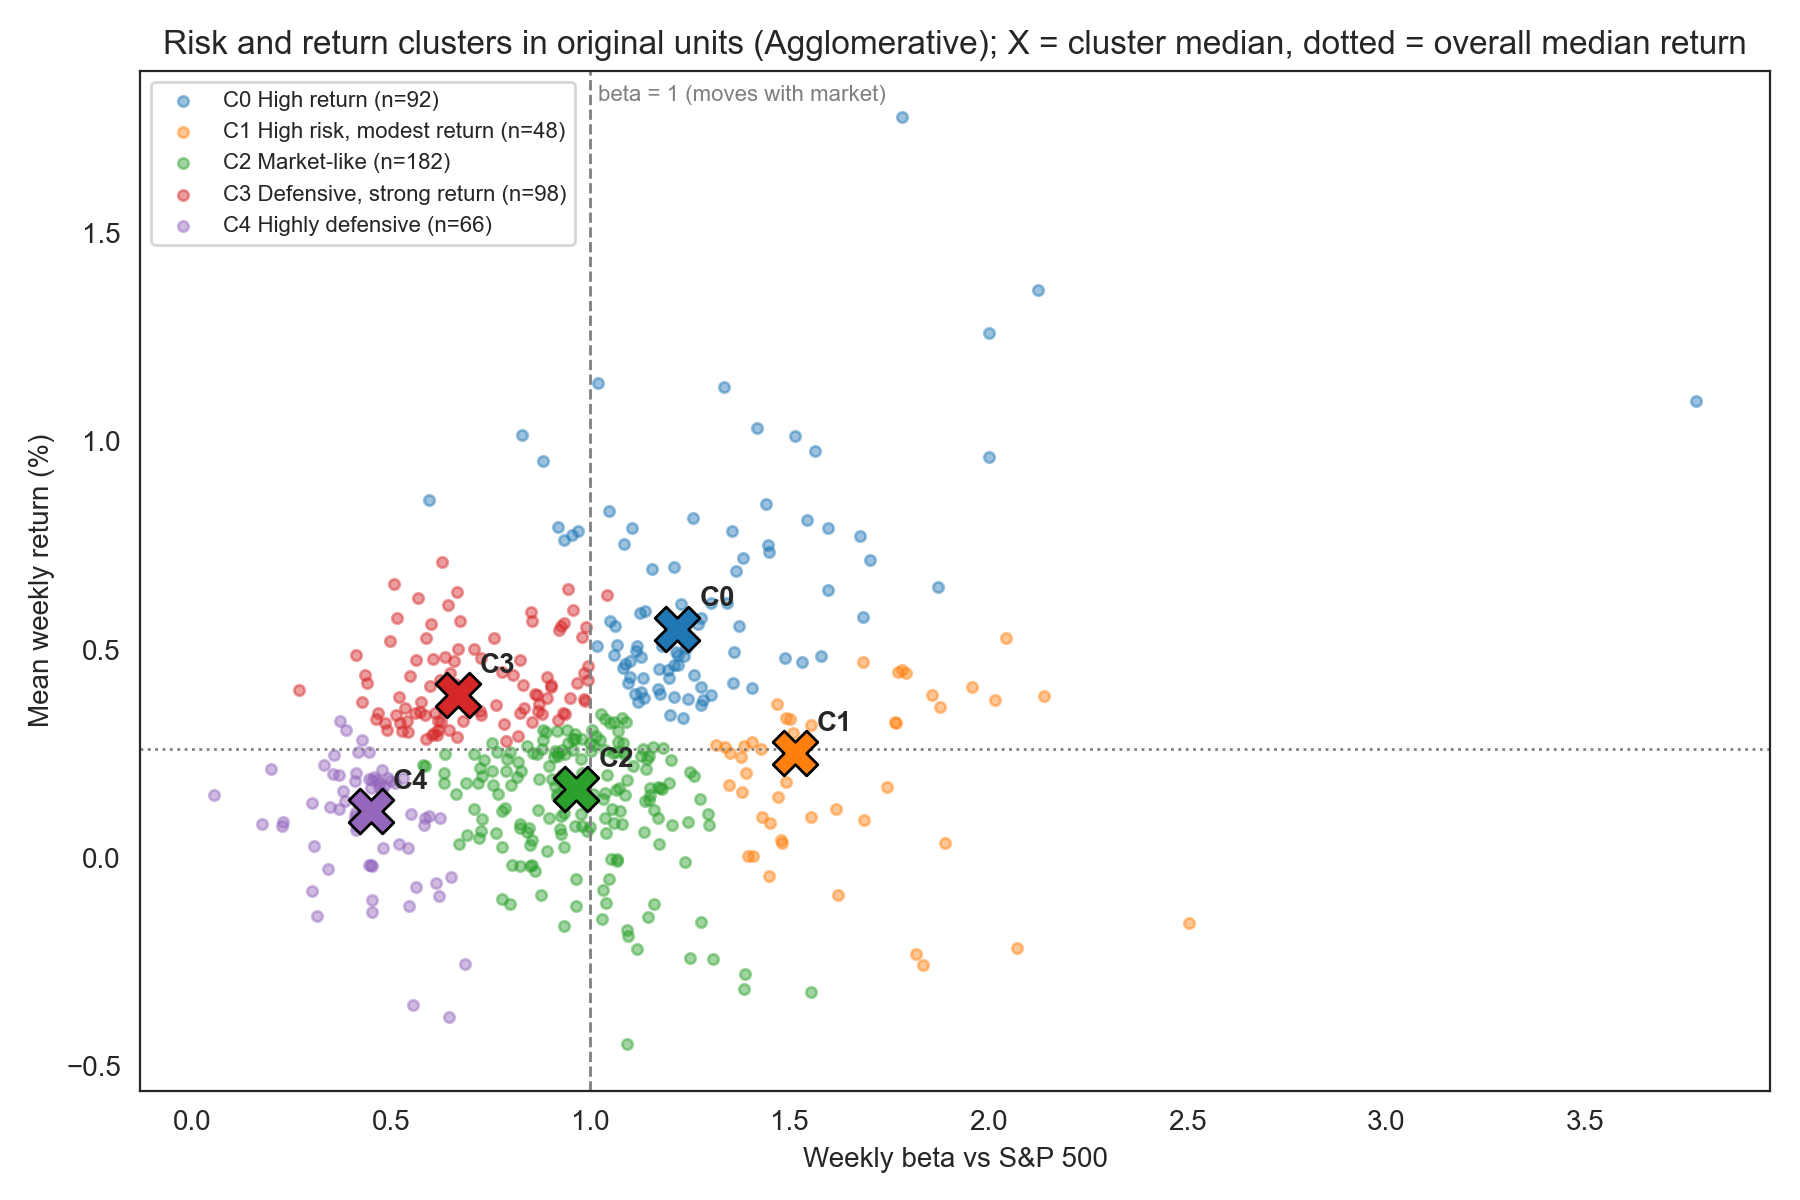 Risk and return clusters in original units (Agglomerative); X = cluster median, dotted = overall median return
C0 High return (n=92)
C1 High risk, modest return (n=48)
C2 Market-like (n=182)
C3 Defensive, strong return (n=98)
C4 Highly defensive (n=66)
beta = 1 (moves with market)
1.5
1.0
0.5
0.0
−0.5
Mean weekly return (%)
C0
C3
C1
C2
C4
0.0 0.5 1.0 1.5 2.0 2.5 3.0 3.5
Weekly beta vs S&P 500